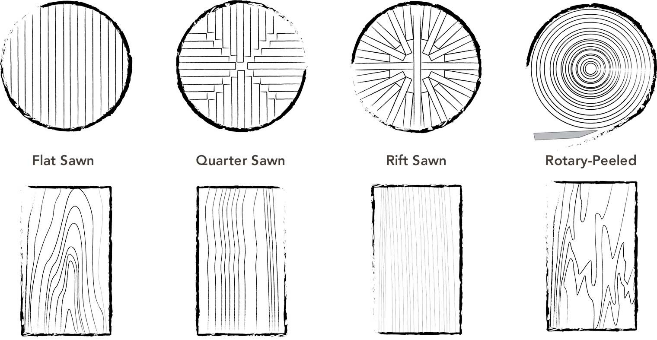 Flat Sawn
Quarter Sawn
Rift Sawn
Rotary-Peeled